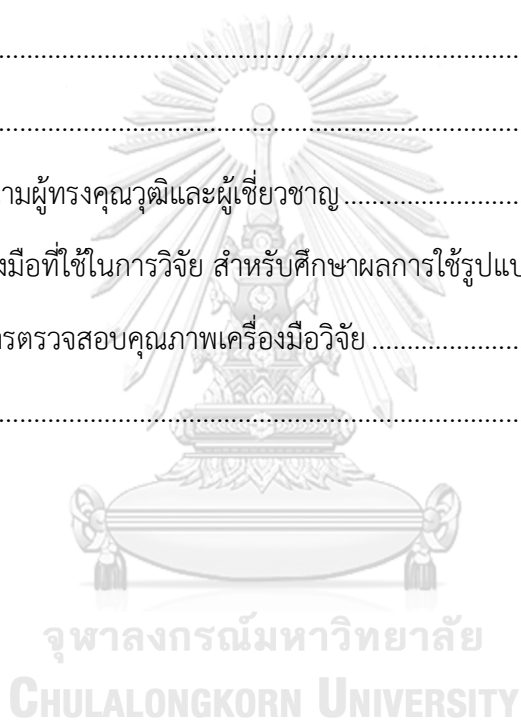 ......................................................................
......................................................................
ามผู้ทรงคุณวุฒิและผู้เชี่ยวชาญ.......................
งมือที่ใช้ในการวิจัย สำหรับศึกษาผลการใช้รูปแบ
รตรวจสอบคุณภาพเครื่องมือวิจัย ....................
......................................................................
จุฬาลงกรณ์มหาวิทยาลัย
CHULALONGKORN UNIVERSITY